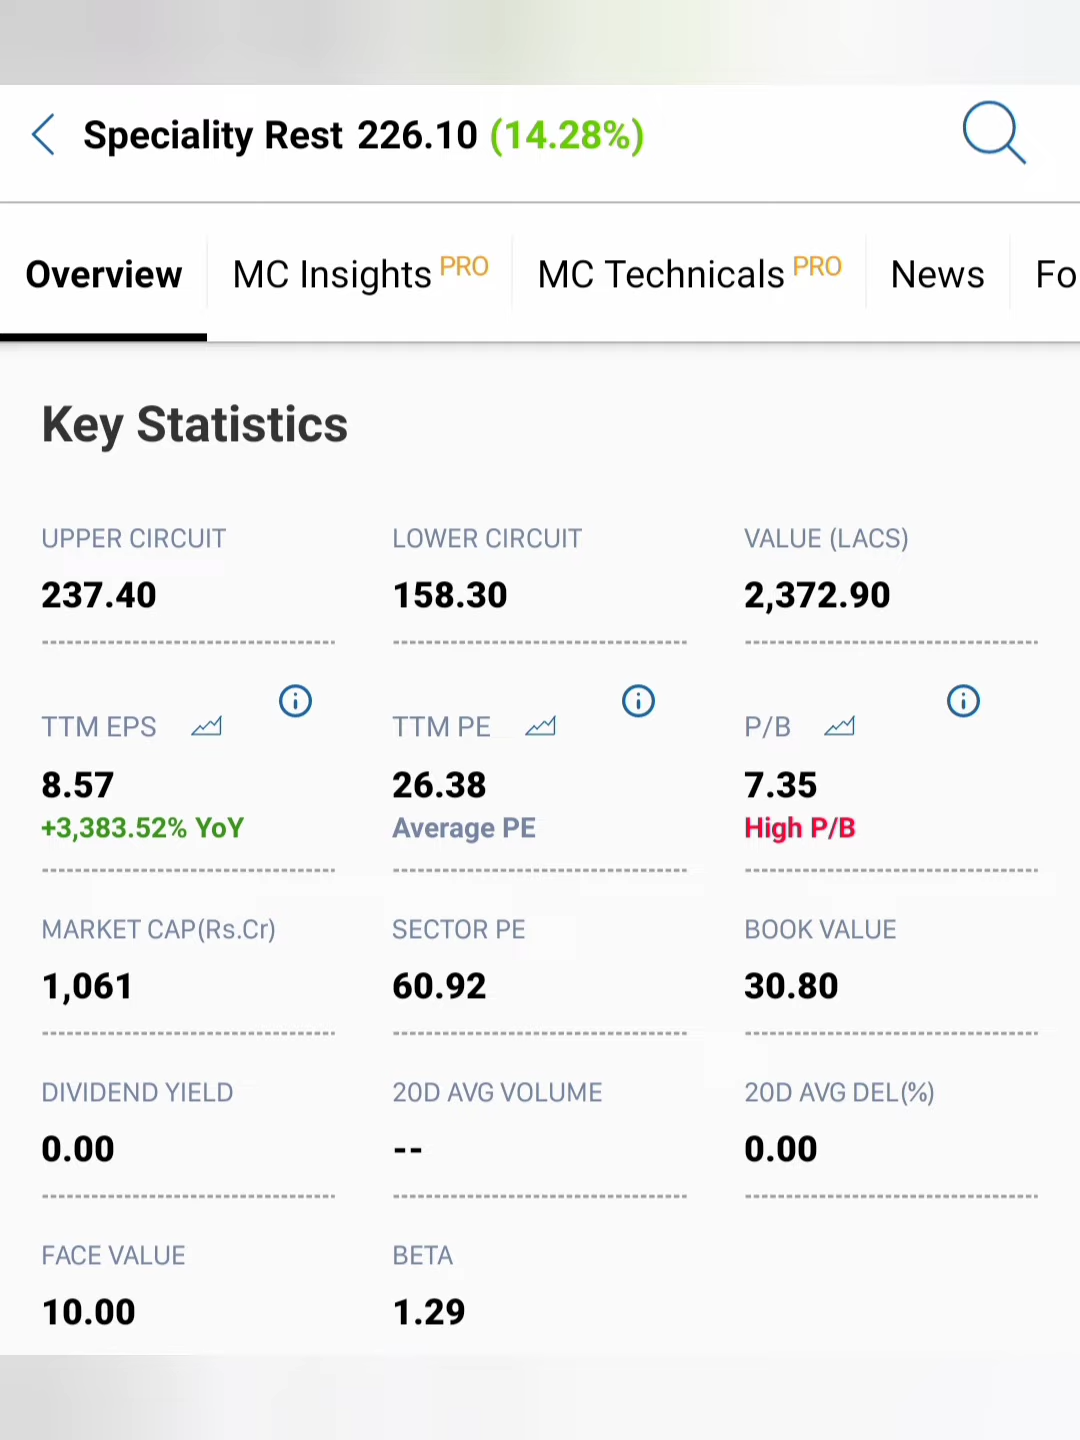 Speciality Rest 226.10 (14.28%)
Overview MC Insights PRO MC Technicals PRO News Fo
Key Statistics
UPPER CIRCUIT LOWER CIRCUIT VALUE (LACS)
237.40 158.30 2,372.90
TTM EPS TTM PE P/B
8.57 26.38 7.35
+3,383.52% YoY Average PE High P/B
MARKET CAP(Rs.Cr) SECTOR PE BOOK VALUE
1,061 60.92 30.80
DIVIDEND YIELD 20D AVG VOLUME 20D AVG DEL(%)
0.00 -- 0.00
FACE VALUE BETA
10.00 1.29